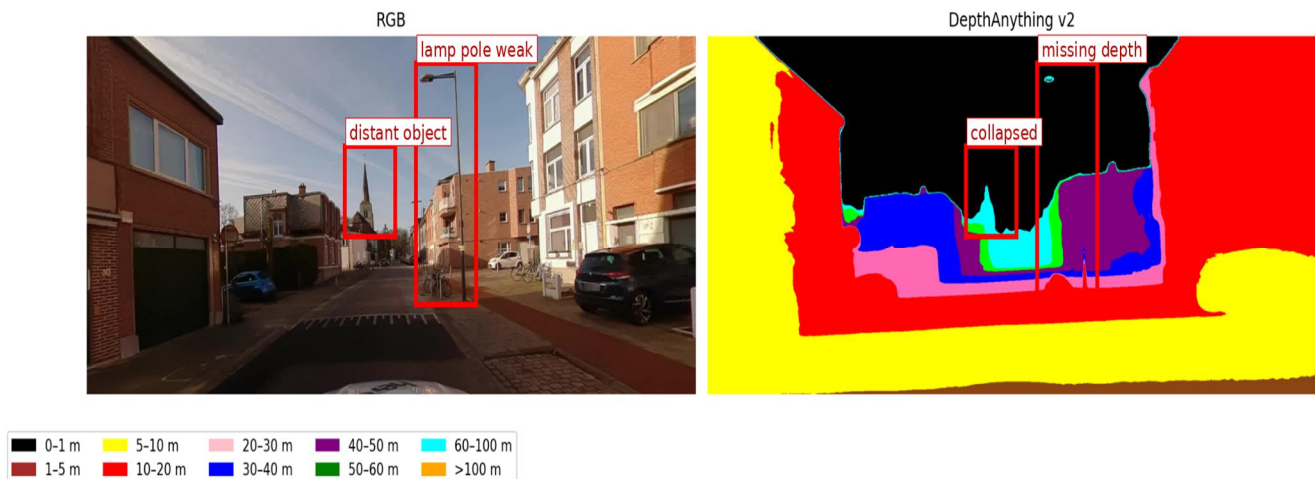 RGB
DepthAnything v2
lamp pole weak
missing depth
distant object
collapsed
0–1 m
5–10 m
20–30 m
40–50 m
60–100 m
1–5 m
10–20 m
30–40 m
50–60 m
>100 m